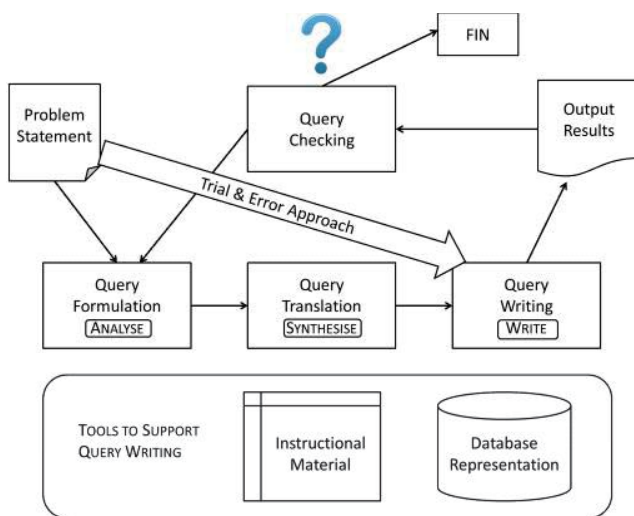 ?
FIN
Problem
Statement
Query
Checking
Output
Results
Trial & Error Approach
Query
Formulation
ANALYSE
Query
Translation
SYNTHESISE
Query
Writing
WRITE
TOOLS TO SUPPORT
QUERY WRITING
Instructional
Material
Database
Representation